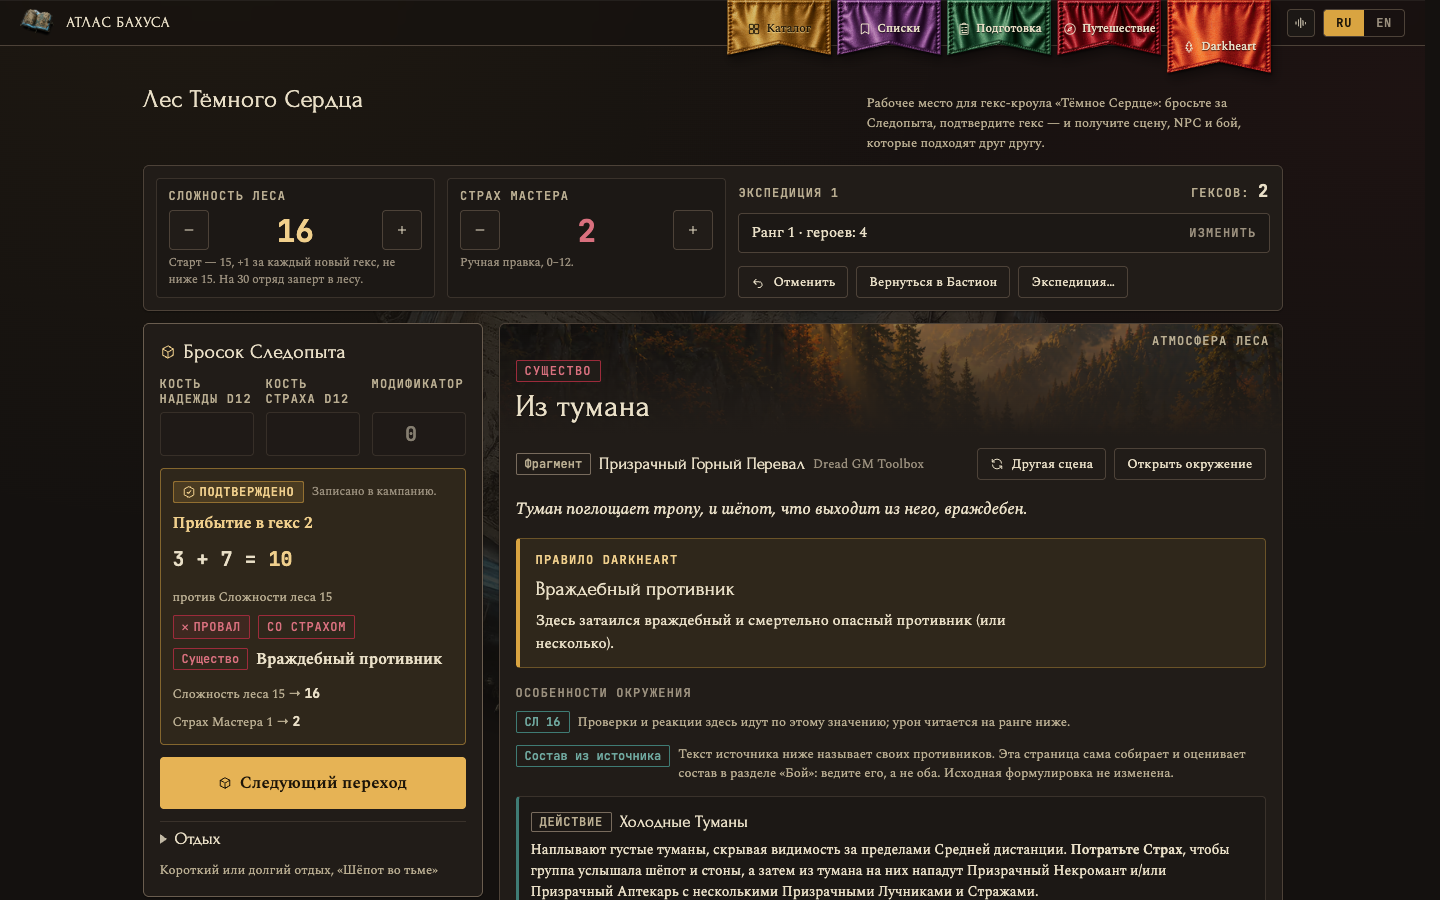 АТЛАС БАХУСА
Каталог
Списки
Подготовка
Путешествие
Darkheart
RU
EN
Лес Тёмного Сердца
Рабочее место для гекс-кроула «Тёмное Сердце»: бросьте за
Следопыта, подтвердите гекс — и получите сцену, NPC и бой,
которые подходят друг другу.
СЛОЖНОСТЬ ЛЕСА
− 16 +
Старт — 15, +1 за каждый новый гекс, не
ниже 15. На 30 отряд заперт в лесу.
СТРАХ МАСТЕРА
− 2 +
Ручная правка, 0–12.
ЭКСПЕДИЦИЯ 1
ГЕКСОВ: 2
Ранг 1 · героев: 4
ИЗМЕНИТЬ
Отменить
Вернуться в Бастион
Экспедиция…
Бросок Следопыта
КОСТЬ
НАДЕЖДЫ D12
КОСТЬ
СТРАХА D12
МОДИФИКАТОР
0
ПОДТВЕРЖДЕНО
Записано в кампанию.
Прибытие в гекс 2
3 + 7 = 10
против Сложности леса 15
× ПРОВАЛ
СО СТРАХОМ
Существо
Враждебный противник
Сложность леса 15 → 16
Страх Мастера 1 → 2
Следующий переход
Отдых
Короткий или долгий отдых, «Шёпот во тьме»
АТМОСФЕРА ЛЕСА
СУЩЕСТВО
Из тумана
Фрагмент
Призрачный Горный Перевал
Dread GM Toolbox
Другая сцена
Открыть окружение
Туман поглощает тропу, и шёпот, что выходит из него, враждебен.
ПРАВИЛО DARKHEART
Враждебный противник
Здесь затаился враждебный и смертельно опасный противник (или
несколько).
ОСОБЕННОСТИ ОКРУЖЕНИЯ
СЛ 16
Проверки и реакции здесь идут по этому значению; урон читается на ранге ниже.
Состав из источника
Текст источника ниже называет своих противников. Эта страница сама собирает и оценивает
состав в разделе «Бой»: ведите его, а не оба. Исходная формулировка не изменена.
ДЕЙСТВИЕ
Холодные Туманы
Наплывают густые туманы, скрывая видимость за пределами Средней дистанции. Потратьте Страх, чтобы
группа услышала шёпот и стоны, а затем из тумана на них нападут Призрачный Некромант и/или
Призрачный Аптекарь с несколькими Призрачными Лучниками и Стражами.